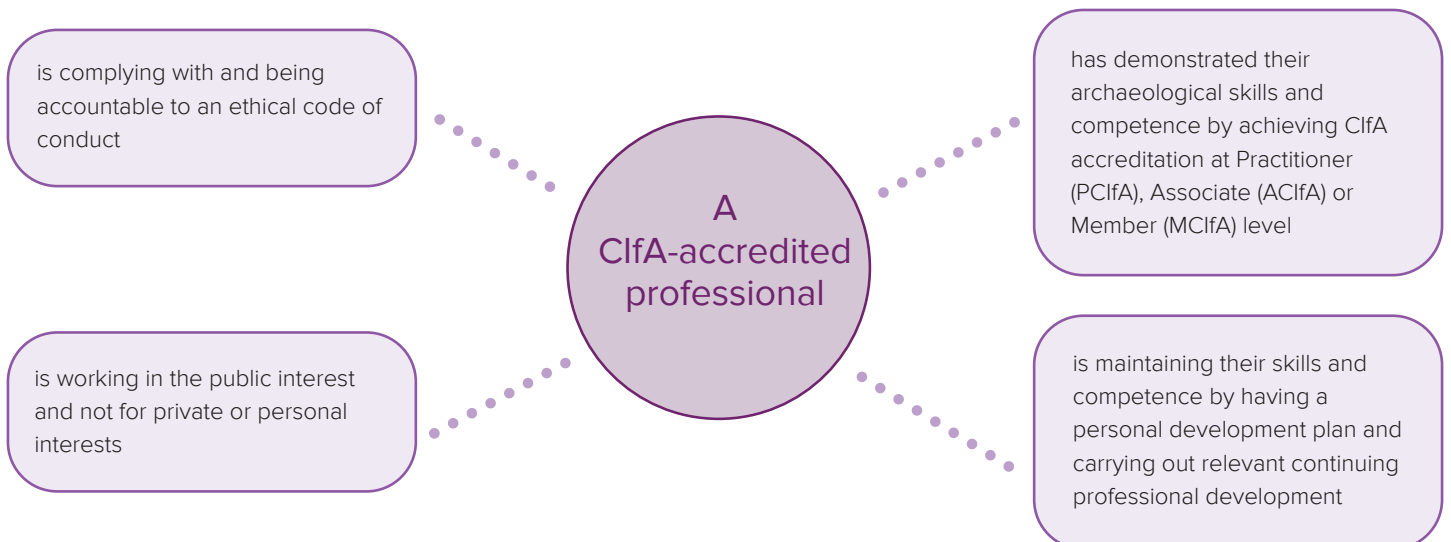 is complying with and being
accountable to an ethical code of
conduct
has demonstrated their
archaeological skills and
competence by achieving CIfA
accreditation at Practitioner
(PCIfA), Associate (ACIfA) or
Member (MCIfA) level
A
CIfA-accredited
professional
is working in the public interest
and not for private or personal
interests
is maintaining their skills and
competence by having a
personal development plan and
carrying out relevant continuing
professional development